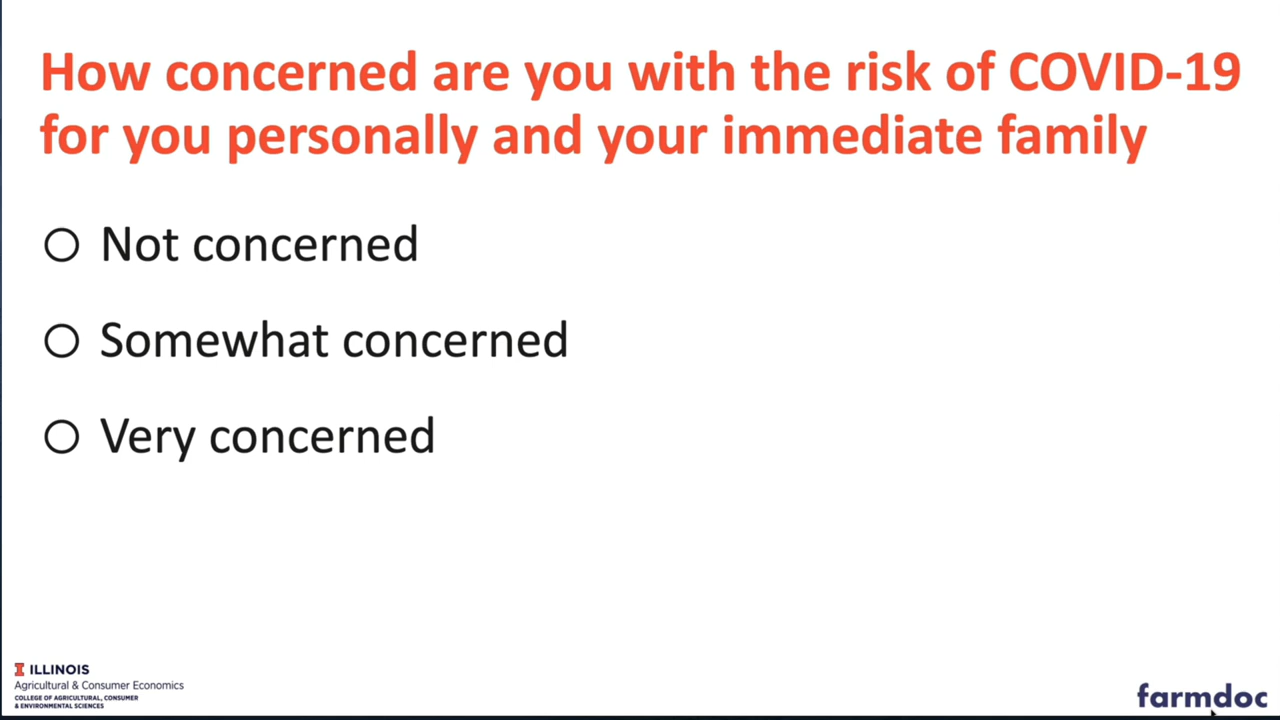 How concerned are you with the risk of COVID-19
for you personally and your immediate family
Not concerned
Somewhat concerned
Very concerned
I ILLINOIS
Agricultural & Consumer Economics
COLLEGE OF AGRICULTURAL, CONSUMER
& ENVIRONMENTAL SCIENCES
farmdoc